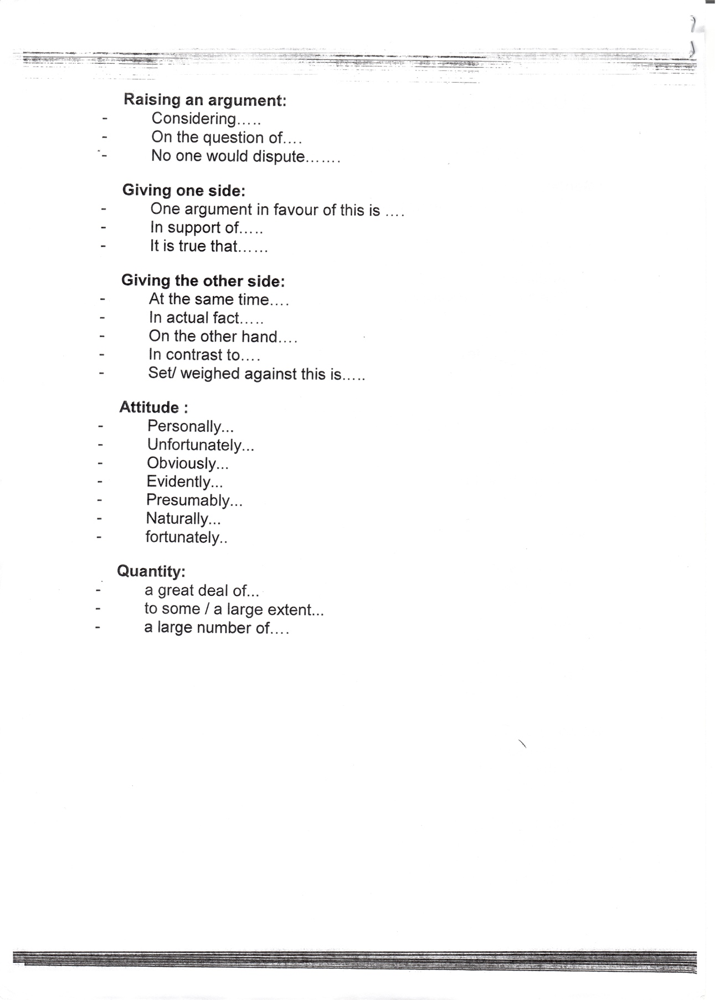 Raising an argument:
- Considering.....
- On the question of....
- No one would dispute.......
Giving one side:
- One argument in favour of this is ....
- In support of.....
- It is true that......
Giving the other side:
- At the same time....
- In actual fact.....
- On the other hand....
- In contrast to....
- Set/ weighed against this is.....
Attitude :
- Personally...
- Unfortunately...
- Obviously...
- Evidently...
- Presumably...
- Naturally...
- fortunately..
Quantity:
- a great deal of...
- to some / a large extent...
- a large number of....